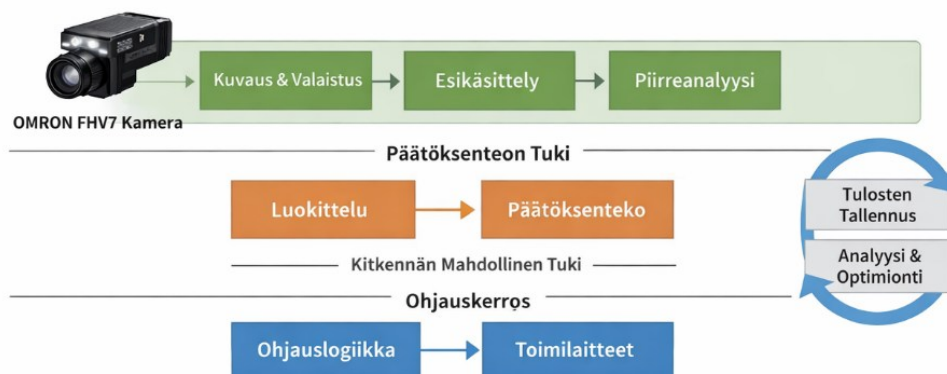 Kuvaus & Valaistus
Esikäsittely
Piirreanalyysi
OMRON FHV7 Kamera
Päätöksenteon Tuki
Luokittelu
Päätöksenteko
Tulosten
Tallennus
Kitkennän Mahdollinen Tuki
Analyysi &
Optimionti
Ohjauskerros
Ohjauslogiikka
Toimilaitteet